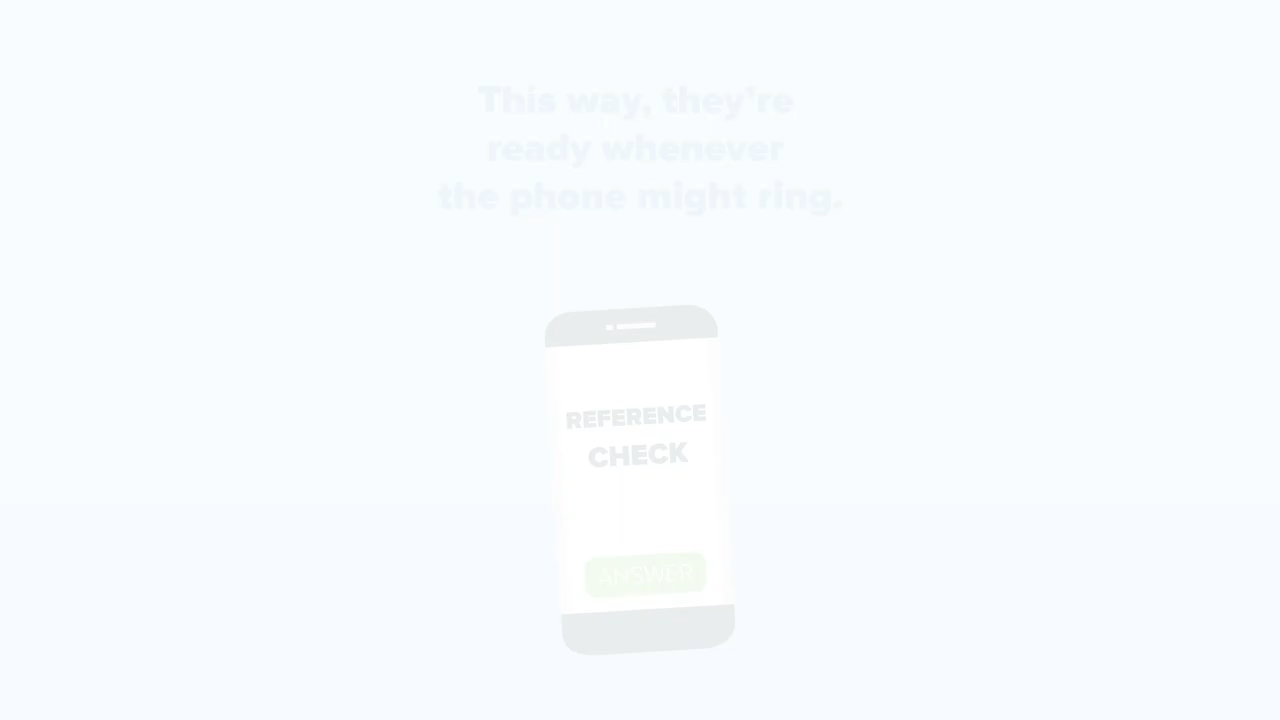 This way, they're
ready whenever
the phone might ring.
REFERENCE
CHECK
ANSWER